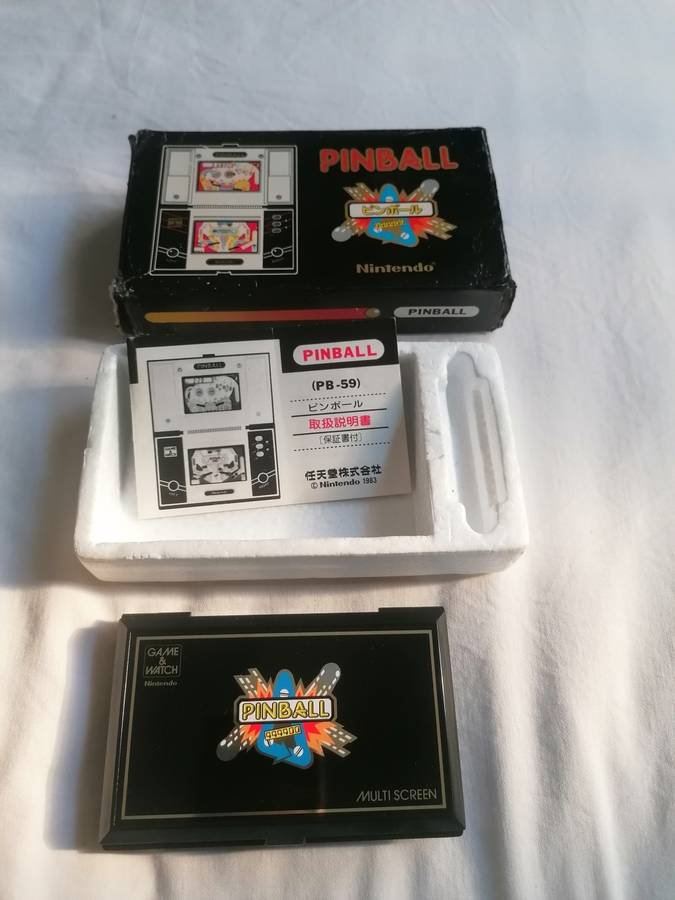 PINBALL
ピンボール
Nintendo®
PINBALL
PINBALL
PINBALL
(PB-59)
ピンボール
取扱説明書
〔保証書付〕
任天堂株式会社
© Nintendo 1983
GAME
&
WATCH
Nintendo
PINBALL
MULTI SCREEN